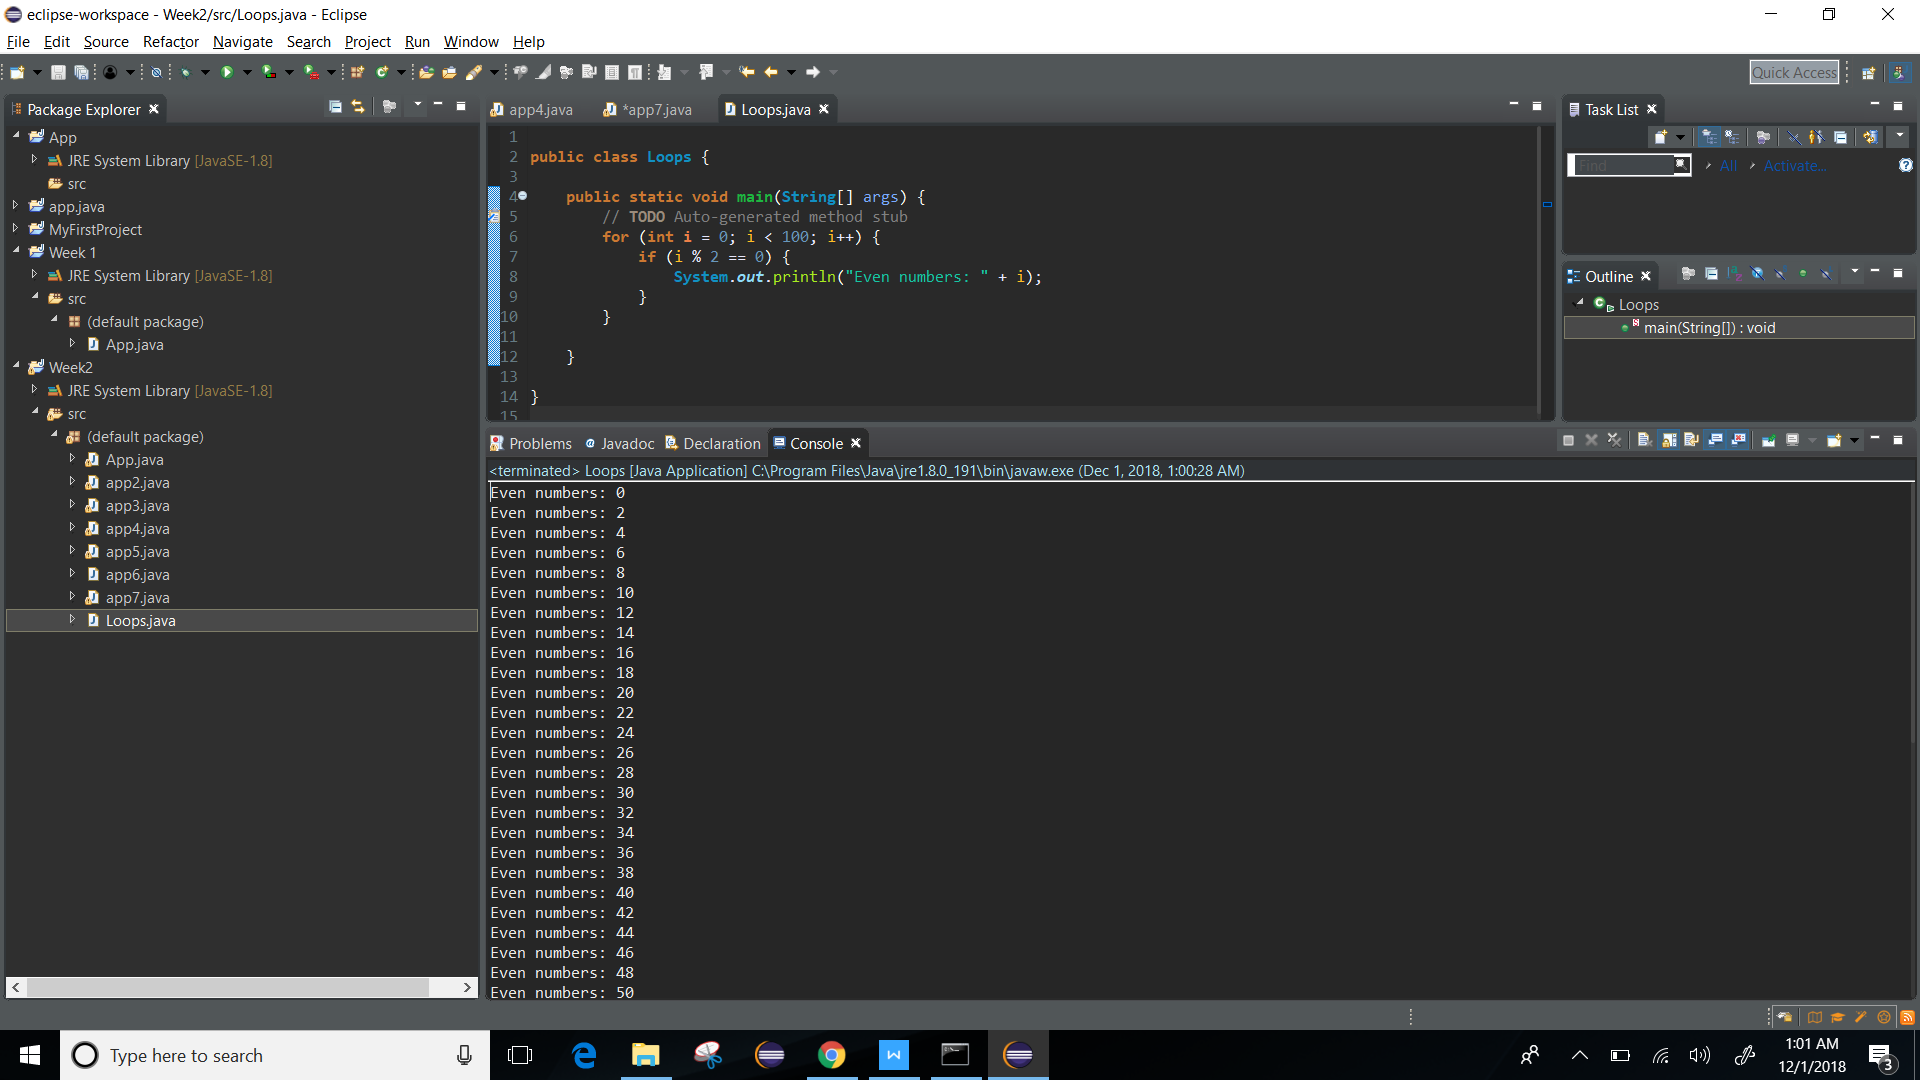 eclipse-workspace - Week2/src/Loops.java - Eclipse
File Edit Source Refactor Navigate Search Project Run Window Help
Quick Access
Package Explorer
App
JRE System Library [JavaSE-1.8]
src
app.java
MyFirstProject
Week 1
JRE System Library [JavaSE-1.8]
src
(default package)
App.java
Week2
JRE System Library [JavaSE-1.8]
src
(default package)
App.java
app2.java
app3.java
app4.java
app5.java
app6.java
app7.java
Loops.java
app4.java *app7.java Loops.java
1
2 public class Loops {
3
4 public static void main(String[] args) {
5 // TODO Auto-generated method stub
6 for (int i = 0; i < 100; i++) {
7 if (i % 2 == 0) {
8 System.out.println("Even numbers: " + i);
9 }
10 }
11
12 }
13
14 }
15
Task List
Find All Activate...
Outline
Loops
main(String[]) : void
Problems Javadoc Declaration Console
<terminated> Loops [Java Application] C:\Program Files\Java\jre1.8.0_191\bin\javaw.exe (Dec 1, 2018, 1:00:28 AM)
Even numbers: 0
Even numbers: 2
Even numbers: 4
Even numbers: 6
Even numbers: 8
Even numbers: 10
Even numbers: 12
Even numbers: 14
Even numbers: 16
Even numbers: 18
Even numbers: 20
Even numbers: 22
Even numbers: 24
Even numbers: 26
Even numbers: 28
Even numbers: 30
Even numbers: 32
Even numbers: 34
Even numbers: 36
Even numbers: 38
Even numbers: 40
Even numbers: 42
Even numbers: 44
Even numbers: 46
Even numbers: 48
Even numbers: 50
Type here to search
1:01 AM
12/1/2018
3